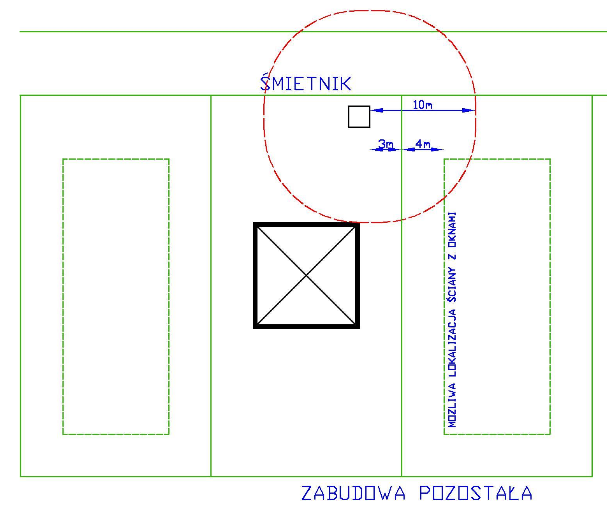 ŚMIETNIK
10m
3m
4m
MOŻLIWA LOKALIZACJA ŚCIANY Z OKNAMI
ZABUDOWA POZOSTAŁA